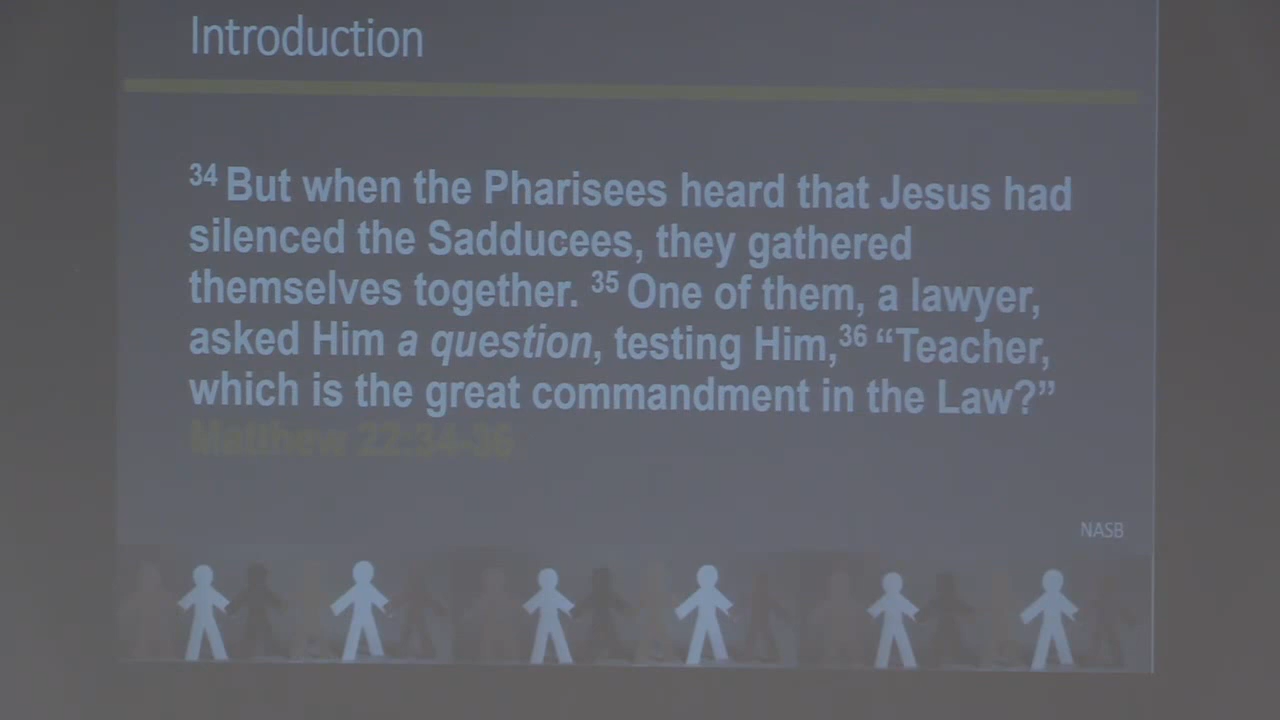 Introduction
34 But when the Pharisees heard that Jesus had
silenced the Sadducees, they gathered
themselves together. 35 One of them, a lawyer,
asked Him a question, testing Him,36 “Teacher,
which is the great commandment in the Law?”
Matthew 22:34-36
NASB